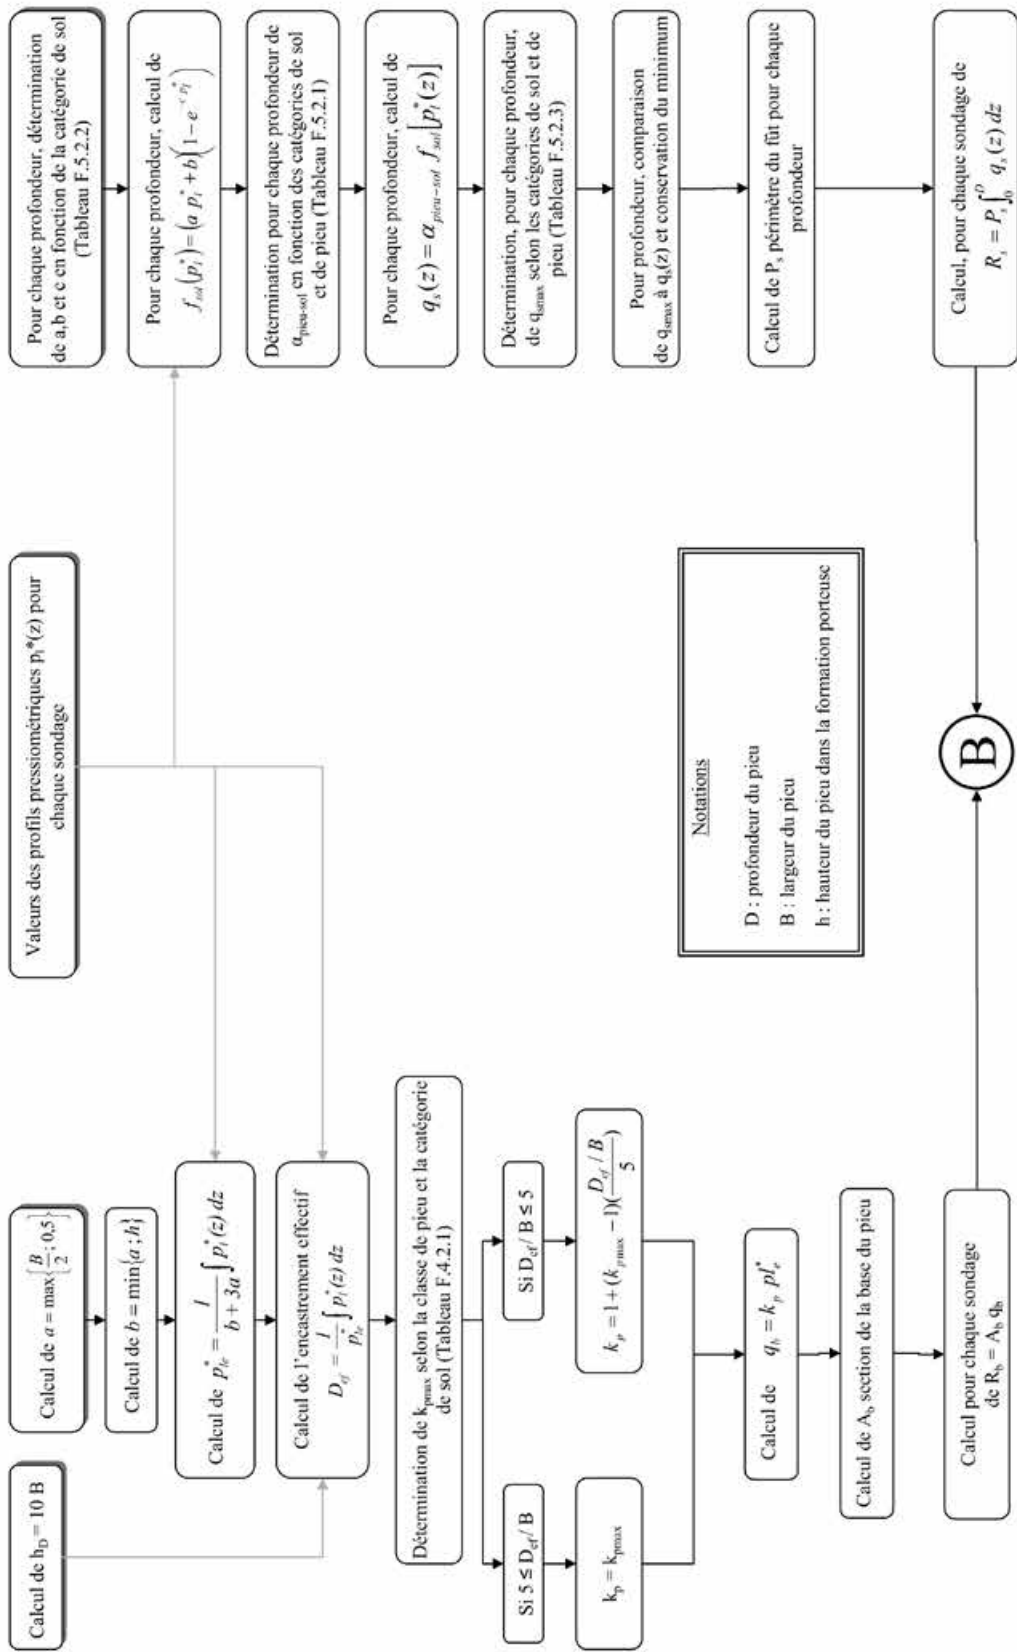 Calcul de h_D = 10 B
Calcul de a = max{B/2 ; 0,5}
Calcul de b = min{a ; h}
Calcul de p_le^* = 1/(b + 3a) ∫ p_l^*(z) dz
Calcul de l'encastrement effectif
D_ef = 1/p_le^* ∫ p_l^*(z) dz
Détermination de k_pmax selon la classe de pieu et la catégorie
de sol (Tableau F.4.2.1)
Si 5 ≤ D_ef / B
k_p = k_pmax
Si D_ef / B ≤ 5
k_p = 1 + (k_pmax − 1)(D_ef / B / 5)
Calcul de q_b = k_p pl_e^*
Calcul de A_b section de la base du pieu
Calcul pour chaque sondage
de R_b = A_b q_b
Valeurs des profils pressiométriques p_l*(z) pour
chaque sondage
Notations
D : profondeur du pieu
B : largeur du pieu
h : hauteur du pieu dans la formation porteuse
B
Pour chaque profondeur, détermination
de a,b et c en fonction de la catégorie de sol
(Tableau F.5.2.2)
Pour chaque profondeur, calcul de
f_sol(p_l^*) = (a p_l^* + b)(1 − e^(−c p_l^*))
Détermination pour chaque profondeur de
α_pieu-sol en fonction des catégories de sol
et de pieu (Tableau F.5.2.1)
Pour chaque profondeur, calcul de
q_s(z) = α_pieu−sol f_sol[p_l^*(z)]
Détermination, pour chaque profondeur,
de q_smax selon les catégories de sol et de
pieu (Tableau F.5.2.3)
Pour profondeur, comparaison
de q_smax à q_s(z) et conservation du minimum
Calcul de P_s périmètre du fût pour chaque
profondeur
Calcul, pour chaque sondage de
R_s = P_s ∫_0^D q_s(z) dz